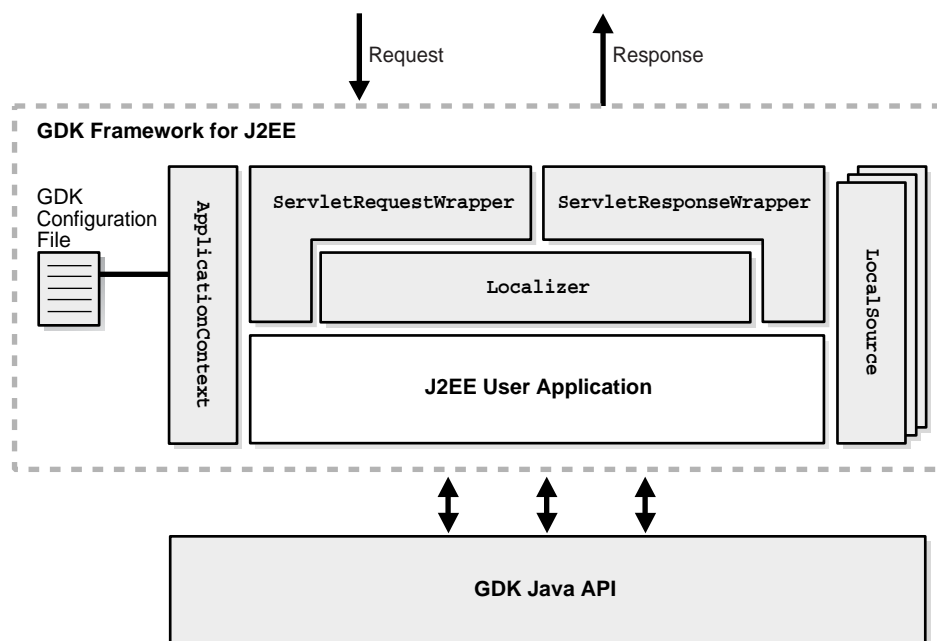 Request
Response
GDK Framework for J2EE
GDK
Configuration
File
ApplicationContext
ServletRequestWrapper
ServletResponseWrapper
Localizer
J2EE User Application
LocalSource
GDK Java API